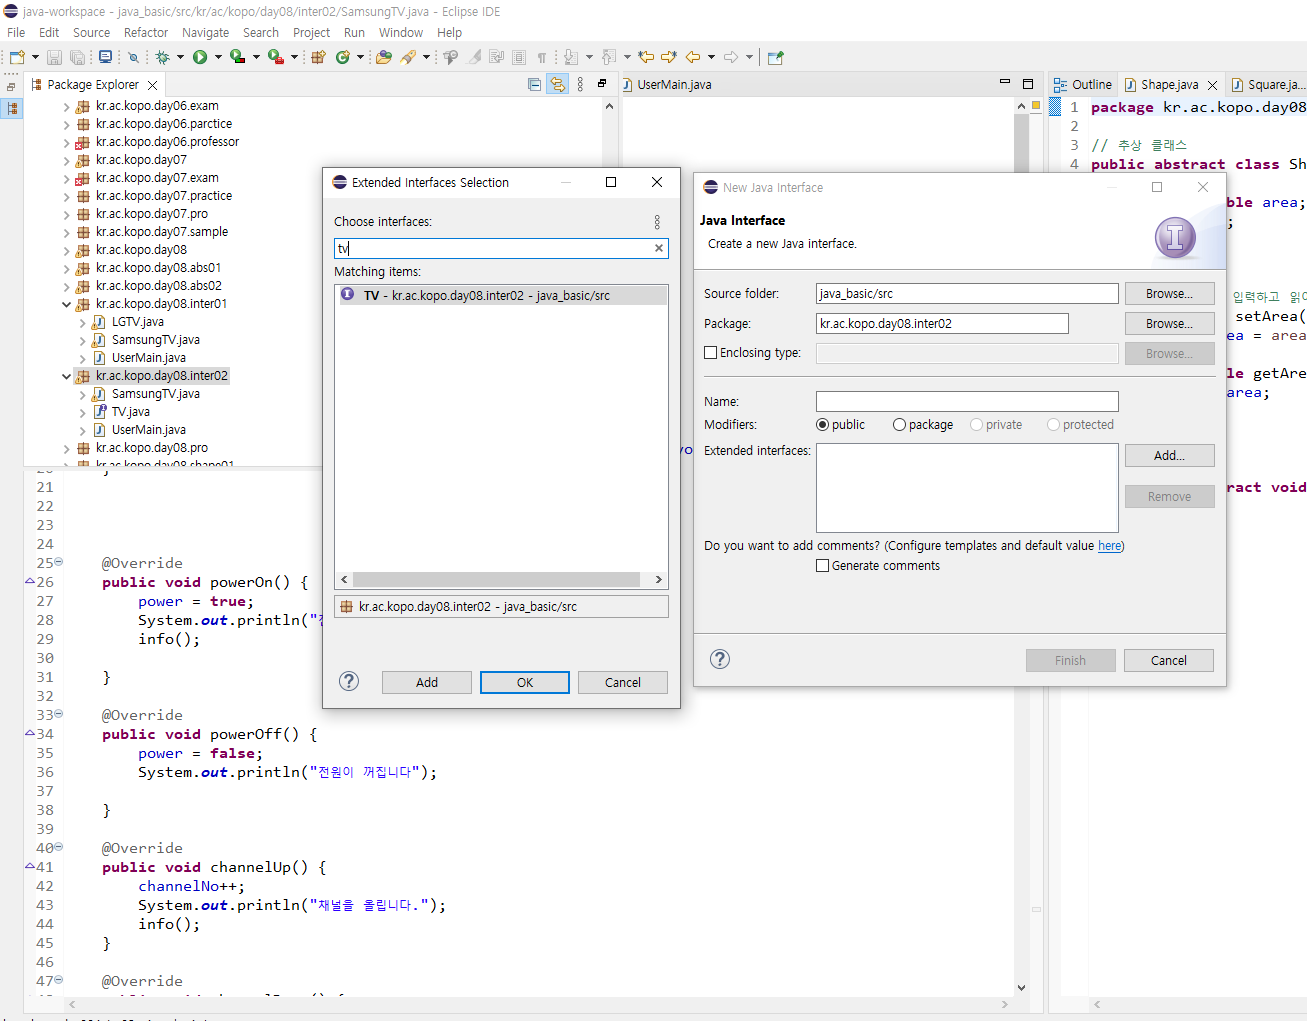 java-workspace - java_basic/src/kr/ac/kopo/day08/inter02/SamsungTV.java - Eclipse IDE
File Edit Source Refactor Navigate Search Project Run Window Help
Package Explorer
kr.ac.kopo.day06.exam
kr.ac.kopo.day06.parctice
kr.ac.kopo.day06.professor
kr.ac.kopo.day07
kr.ac.kopo.day07.exam
kr.ac.kopo.day07.practice
kr.ac.kopo.day07.pro
kr.ac.kopo.day07.sample
kr.ac.kopo.day08
kr.ac.kopo.day08.abs01
kr.ac.kopo.day08.abs02
kr.ac.kopo.day08.inter01
LGTV.java
SamsungTV.java
UserMain.java
kr.ac.kopo.day08.inter02
SamsungTV.java
TV.java
UserMain.java
kr.ac.kopo.day08.pro
kr.ac.kopo.day08.shape01
UserMain.java
Outline Shape.java Square.ja...
1 package kr.ac.kopo.day08
2
3 // 추상 클래스
4 public abstract class Sh
ble area;
;
입력하고 읽어
setArea(
ea = area
le getAre
area;
ract void
Extended Interfaces Selection
Choose interfaces:
tv
Matching items:
TV - kr.ac.kopo.day08.inter02 - java_basic/src
kr.ac.kopo.day08.inter02 - java_basic/src
Add OK Cancel
New Java Interface
Java Interface
Create a new Java interface.
Source folder: java_basic/src Browse...
Package: kr.ac.kopo.day08.inter02 Browse...
Enclosing type: Browse...
Name:
Modifiers: public package private protected
Extended interfaces: Add...
Remove
Do you want to add comments? (Configure templates and default value here)
Generate comments
Finish Cancel
vo
20 }
21
22
23
24
25 @Override
26 public void powerOn() {
27 power = true;
28 System.out.println("
29 info();
30
31 }
32
33 @Override
34 public void powerOff() {
35 power = false;
36 System.out.println("전원이 꺼집니다");
37
38 }
39
40 @Override
41 public void channelUp() {
42 channelNo++;
43 System.out.println("채널을 올립니다.");
44 info();
45 }
46
47 @Override